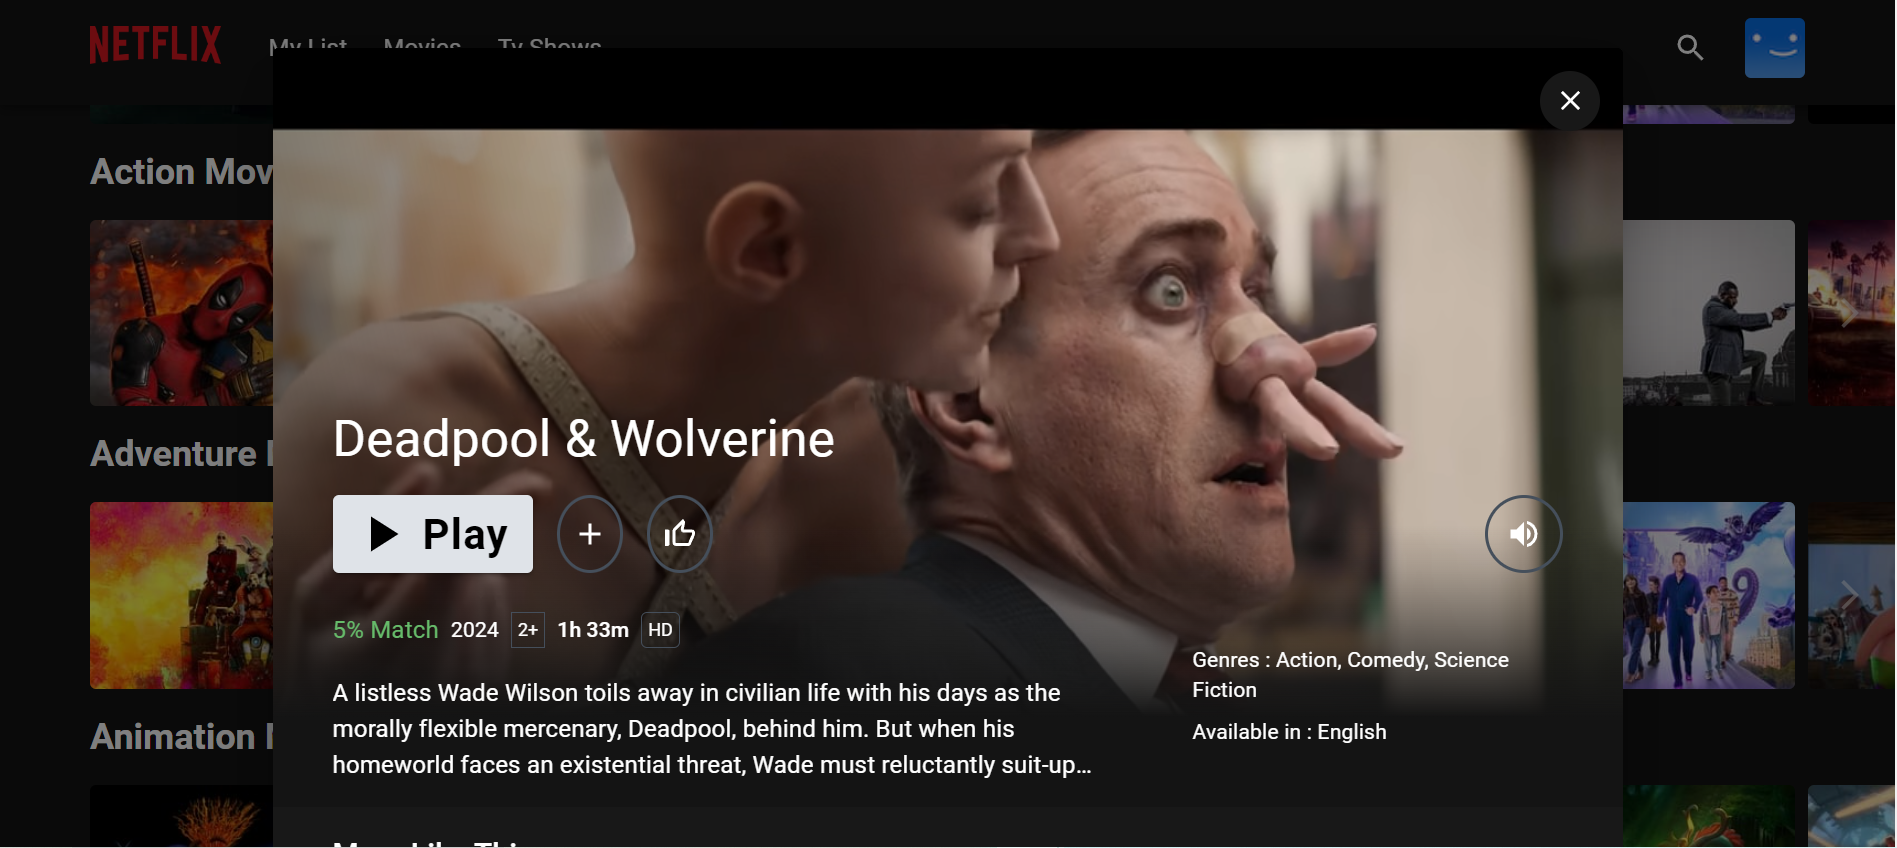 NETFLIX
My List Movies Tv Shows
Action Mov
Adventure
Animation
Deadpool & Wolverine
Play
5% Match 2024 2+ 1h 33m HD
A listless Wade Wilson toils away in civilian life with his days as the
morally flexible mercenary, Deadpool, behind him. But when his
homeworld faces an existential threat, Wade must reluctantly suit-up...
Genres : Action, Comedy, Science
Fiction
Available in : English
More Like This